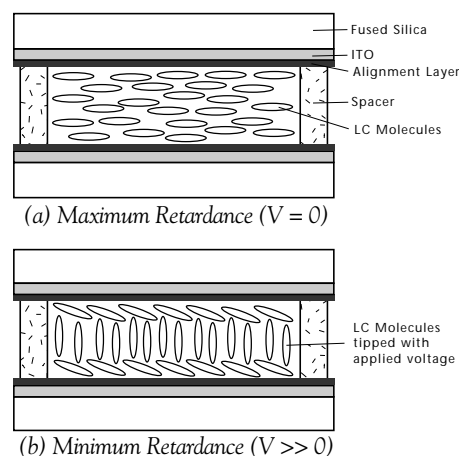 Fused Silica
ITO
Alignment Layer
Spacer
LC Molecules
(a) Maximum Retardance (V = 0)
LC Molecules
tipped with
applied voltage
(b) Minimum Retardance (V >> 0)